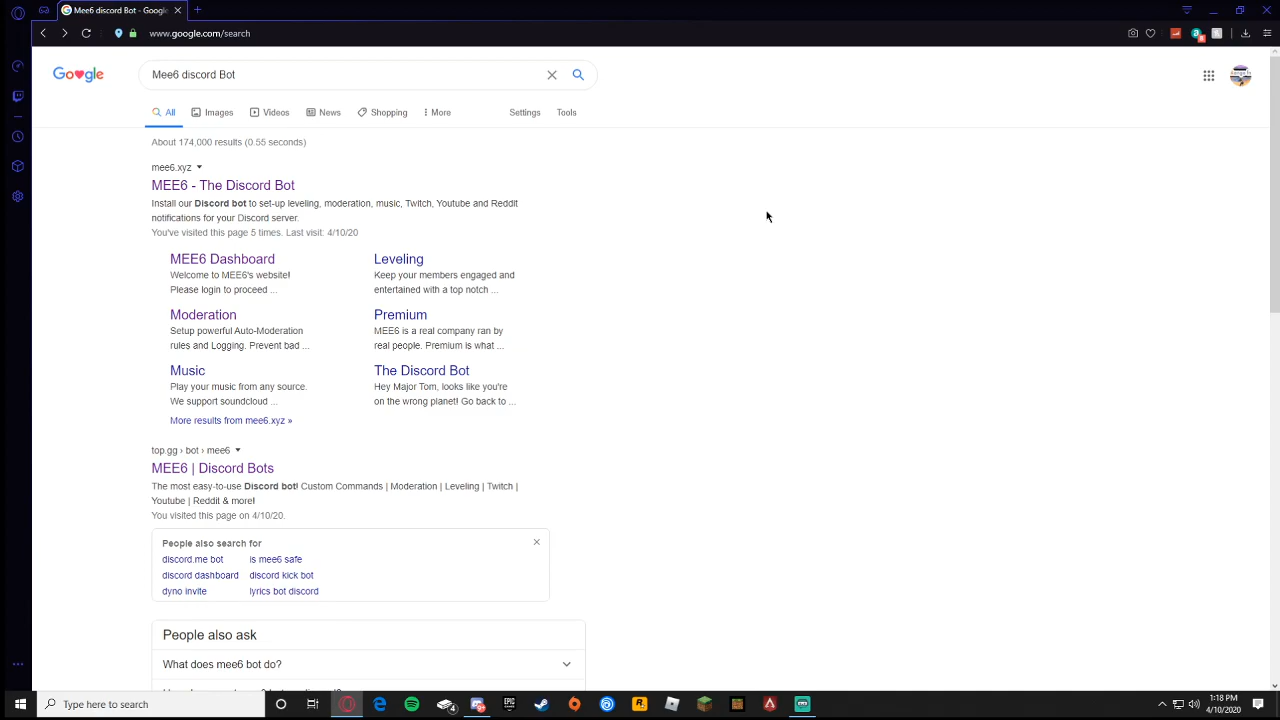 Mee6 discord Bot - Google
www.google.com/search
Google
Mee6 discord Bot
All Images Videos News Shopping More Settings Tools
About 174,000 results (0.55 seconds)
mee6.xyz
MEE6 - The Discord Bot
Install our Discord bot to set-up leveling, moderation, music, Twitch, Youtube and Reddit
notifications for your Discord server.
You've visited this page 5 times. Last visit: 4/10/20
MEE6 Dashboard
Welcome to MEE6's website!
Please login to proceed ...
Leveling
Keep your members engaged and
entertained with a top notch ...
Moderation
Setup powerful Auto-Moderation
rules and Logging. Prevent bad ...
Premium
MEE6 is a real company ran by
real people. Premium is what ...
Music
Play your music from any source.
We support soundcloud ...
The Discord Bot
Hey Major Tom, looks like you're
on the wrong planet! Go back to ...
More results from mee6.xyz »
top.gg › bot › mee6
MEE6 | Discord Bots
The most easy-to-use Discord bot! Custom Commands | Moderation | Leveling | Twitch |
Youtube | Reddit & more!
You visited this page on 4/10/20.
People also search for
discord.me bot is mee6 safe
discord dashboard discord kick bot
dyno invite lyrics bot discord
People also ask
What does mee6 bot do?
Type here to search
1:18 PM
4/10/2020